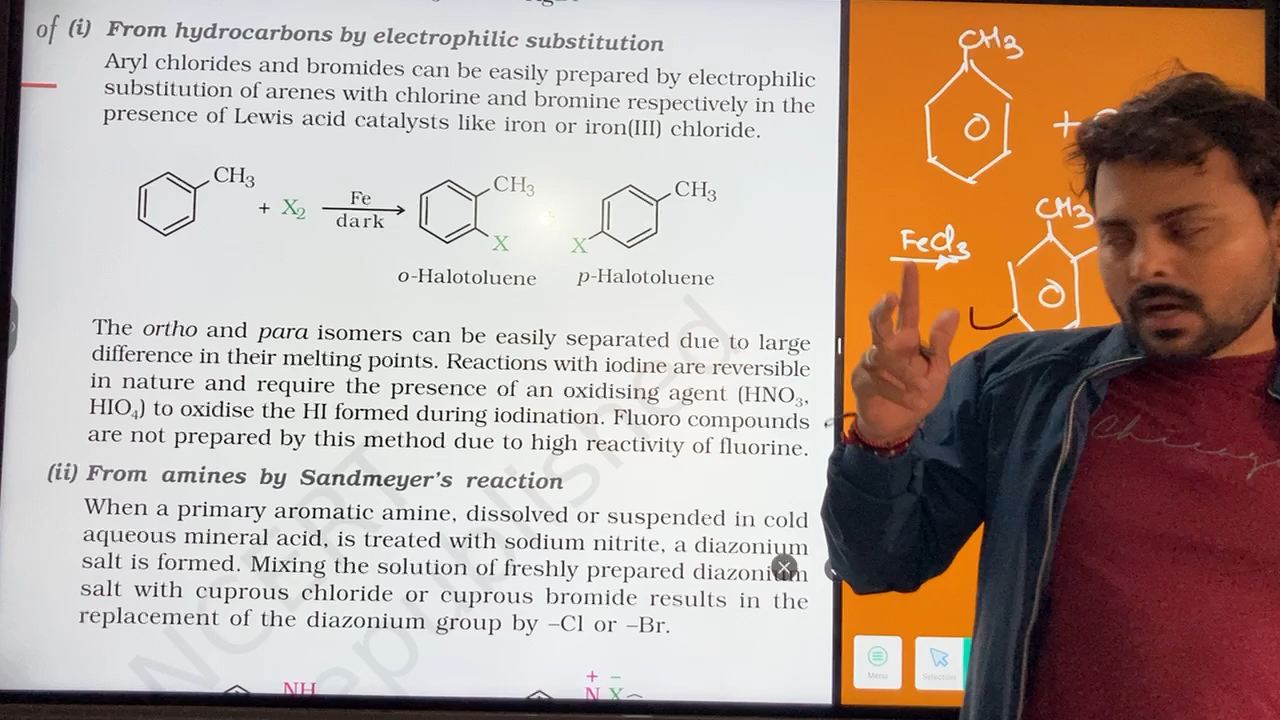 of (i) From hydrocarbons by electrophilic substitution
Aryl chlorides and bromides can be easily prepared by electrophilic
substitution of arenes with chlorine and bromine respectively in the
presence of Lewis acid catalysts like iron or iron(III) chloride.
CH₃
+ X₂
Fe
dark
CH₃
X
CH₃
X
o-Halotoluene p-Halotoluene
The ortho and para isomers can be easily separated due to large
difference in their melting points. Reactions with iodine are reversible
in nature and require the presence of an oxidising agent (HNO₃,
HIO₄) to oxidise the HI formed during iodination. Fluoro compounds
are not prepared by this method due to high reactivity of fluorine.
(ii) From amines by Sandmeyer's reaction
When a primary aromatic amine, dissolved or suspended in cold
aqueous mineral acid, is treated with sodium nitrite, a diazonium
salt is formed. Mixing the solution of freshly prepared diazonium
salt with cuprous chloride or cuprous bromide results in the
replacement of the diazonium group by –Cl or –Br.
NH
+ –
N X
NCERT
republished
CH₃
+
FeCl₃
CH₃
Menu
Selection
Chicag